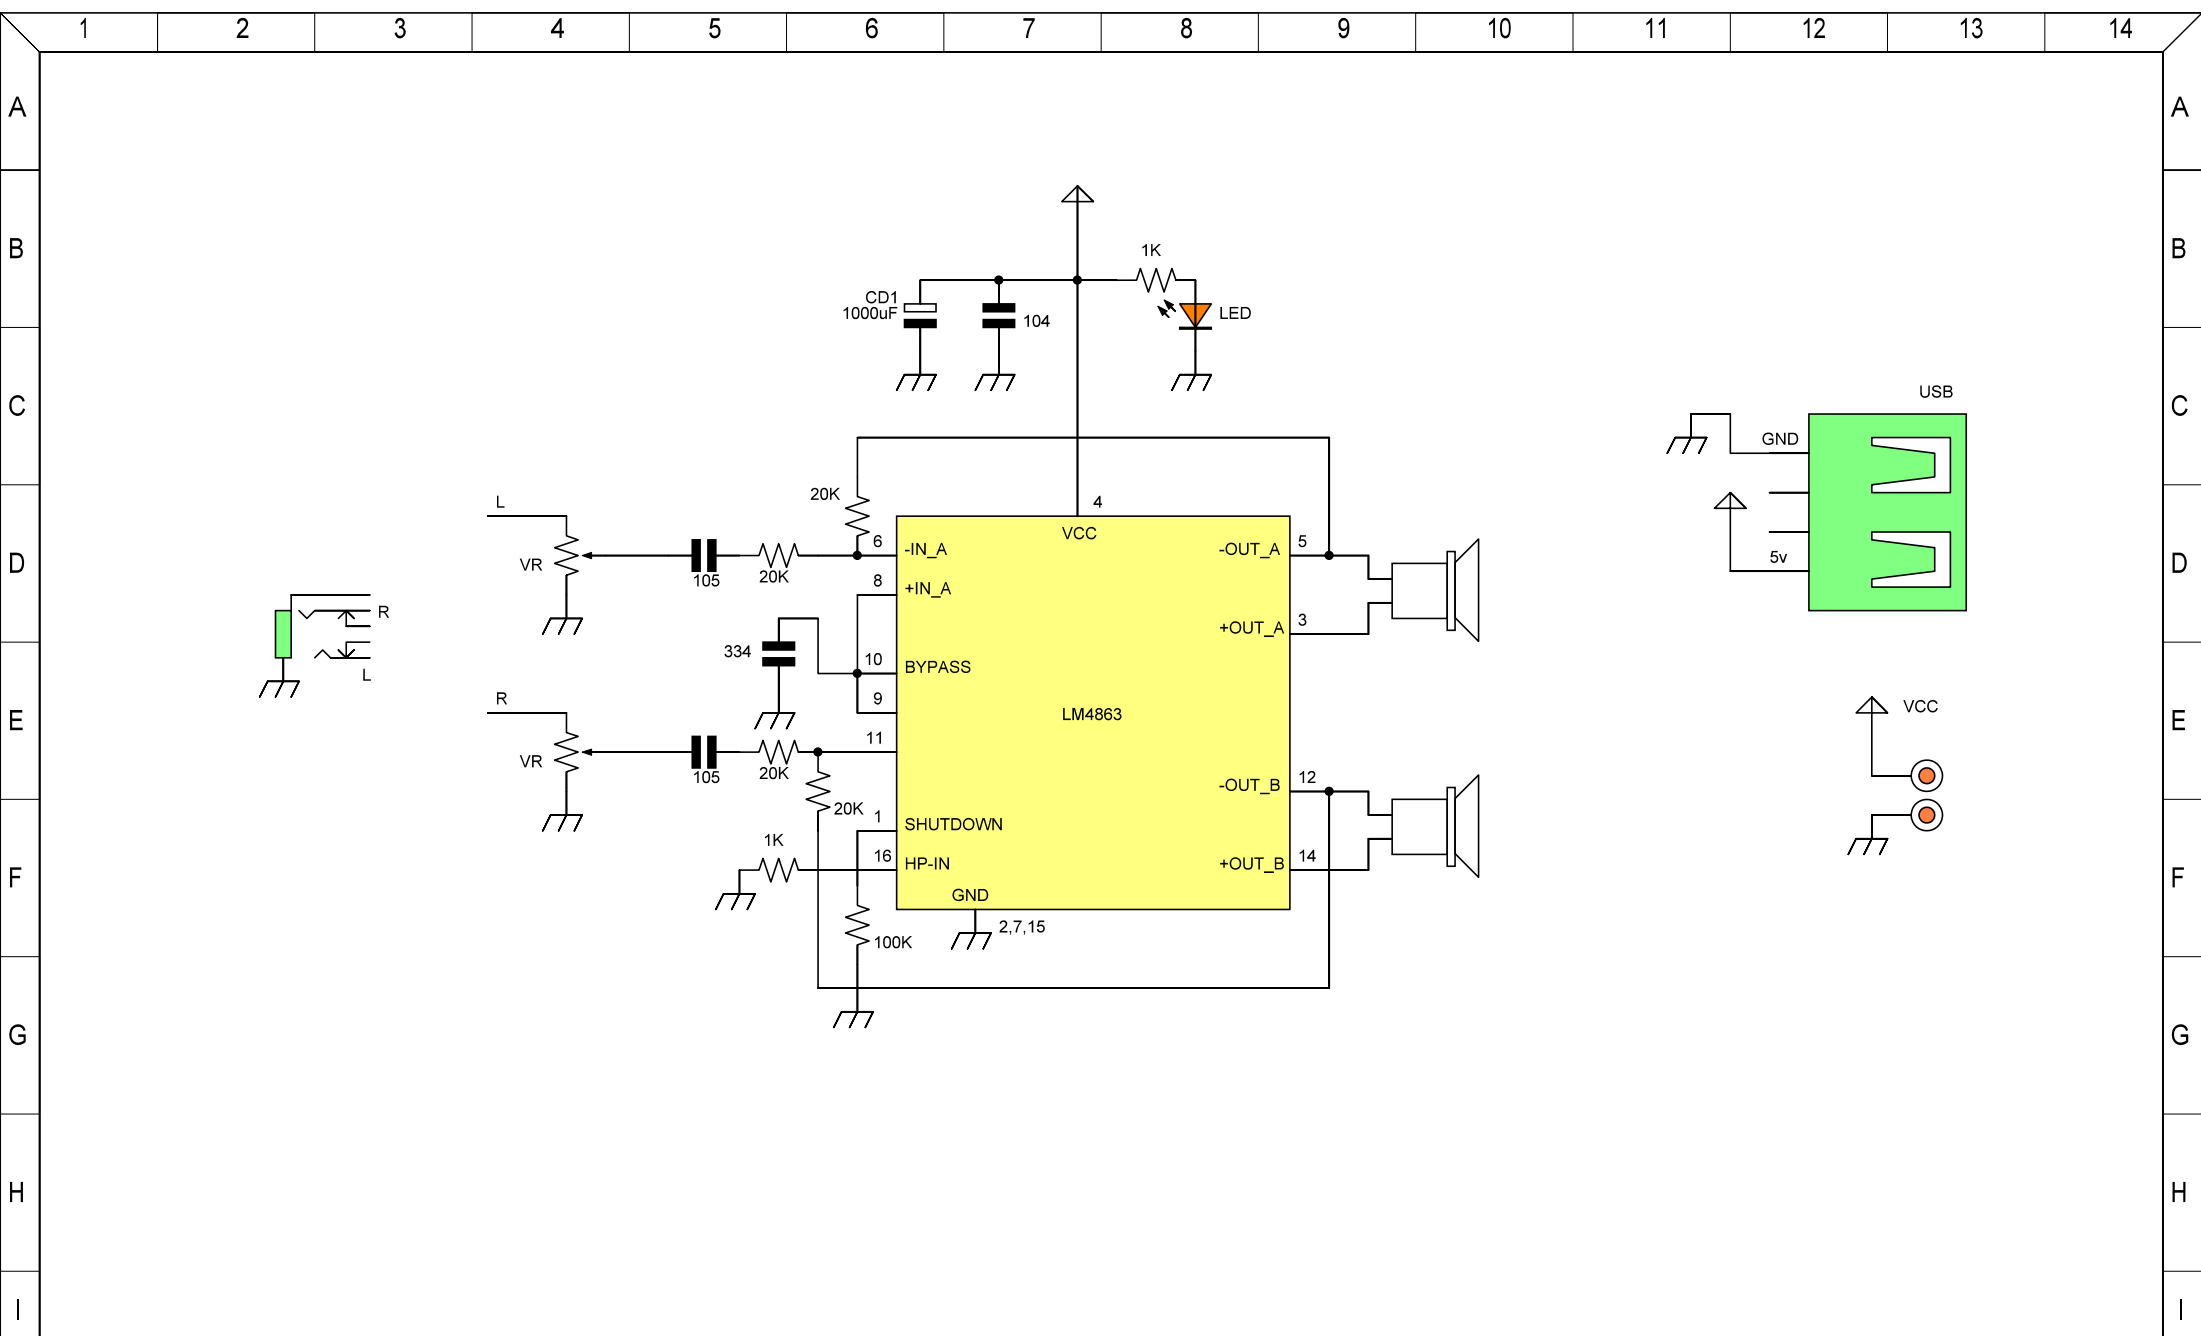 1 2 3 4 5 6 7 8 9 10 11 12 13 14
A A
B B
1K
CD1
1000uF
104
LED
C C
USB
GND
20K
L
4
VCC
D D
VR
105
20K
6
-IN_A
-OUT_A
5
5v
8
+IN_A
R
+OUT_A
3
L
334
10
BYPASS
9
R
E E
LM4863
VCC
VR
105
20K
11
20K
-OUT_B
12
1
SHUTDOWN
1K
16
HP-IN
+OUT_B
14
F F
GND
2,7,15
100K
G G
H H
I I